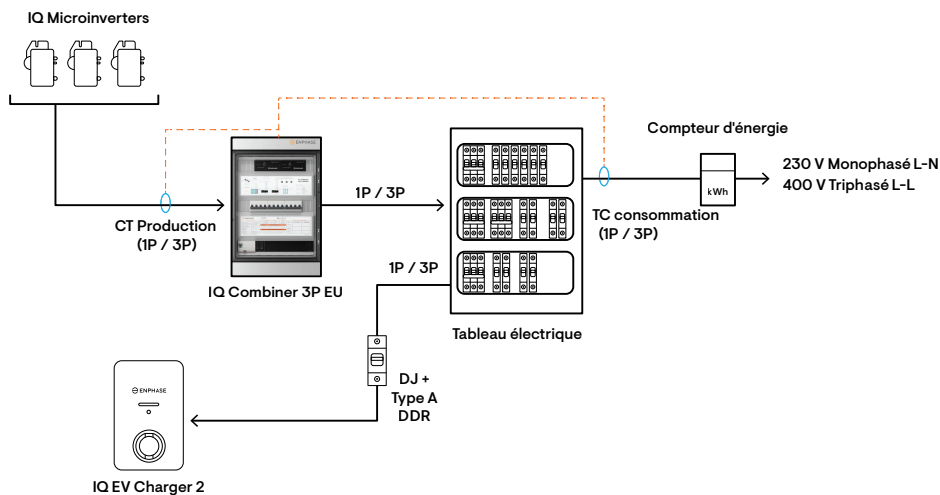 IQ Microinverters
ENPHASE
Compteur d'énergie
230 V Monophasé L-N
400 V Triphasé L-L
kWh
1P / 3P
CT Production
(1P / 3P)
TC consommation
(1P / 3P)
IQ Combiner 3P EU
1P / 3P
Tableau électrique
DJ +
Type A
DDR
ENPHASE
IQ EV Charger 2